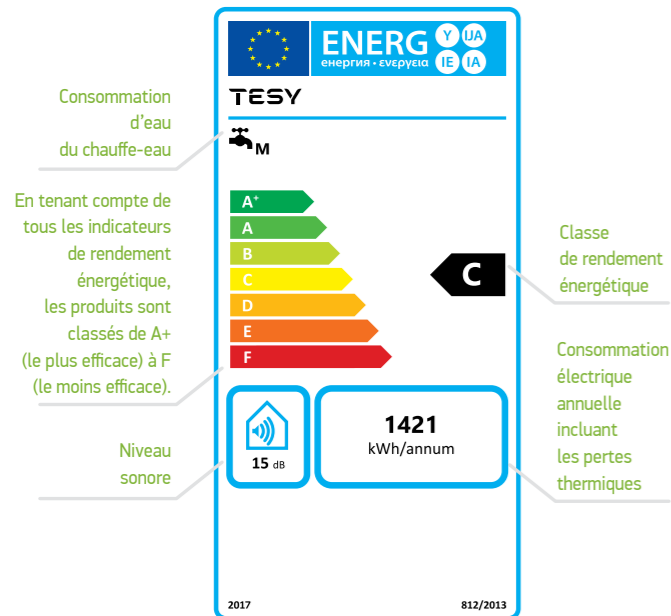 ENERG Y IJA
енергия · ενεργεια IE IA
TESY
M
Consommation
d'eau
du chauffe-eau
En tenant compte de
tous les indicateurs
de rendement
énergétique,
les produits sont
classés de A+
(le plus efficace) à F
(le moins efficace).
A+
A
B
C
D
E
F
C
Classe
de rendement
énergétique
Niveau
sonore
15 dB
1421
kWh/annum
Consommation
électrique
annuelle
incluant
les pertes
thermiques
2017
812/2013